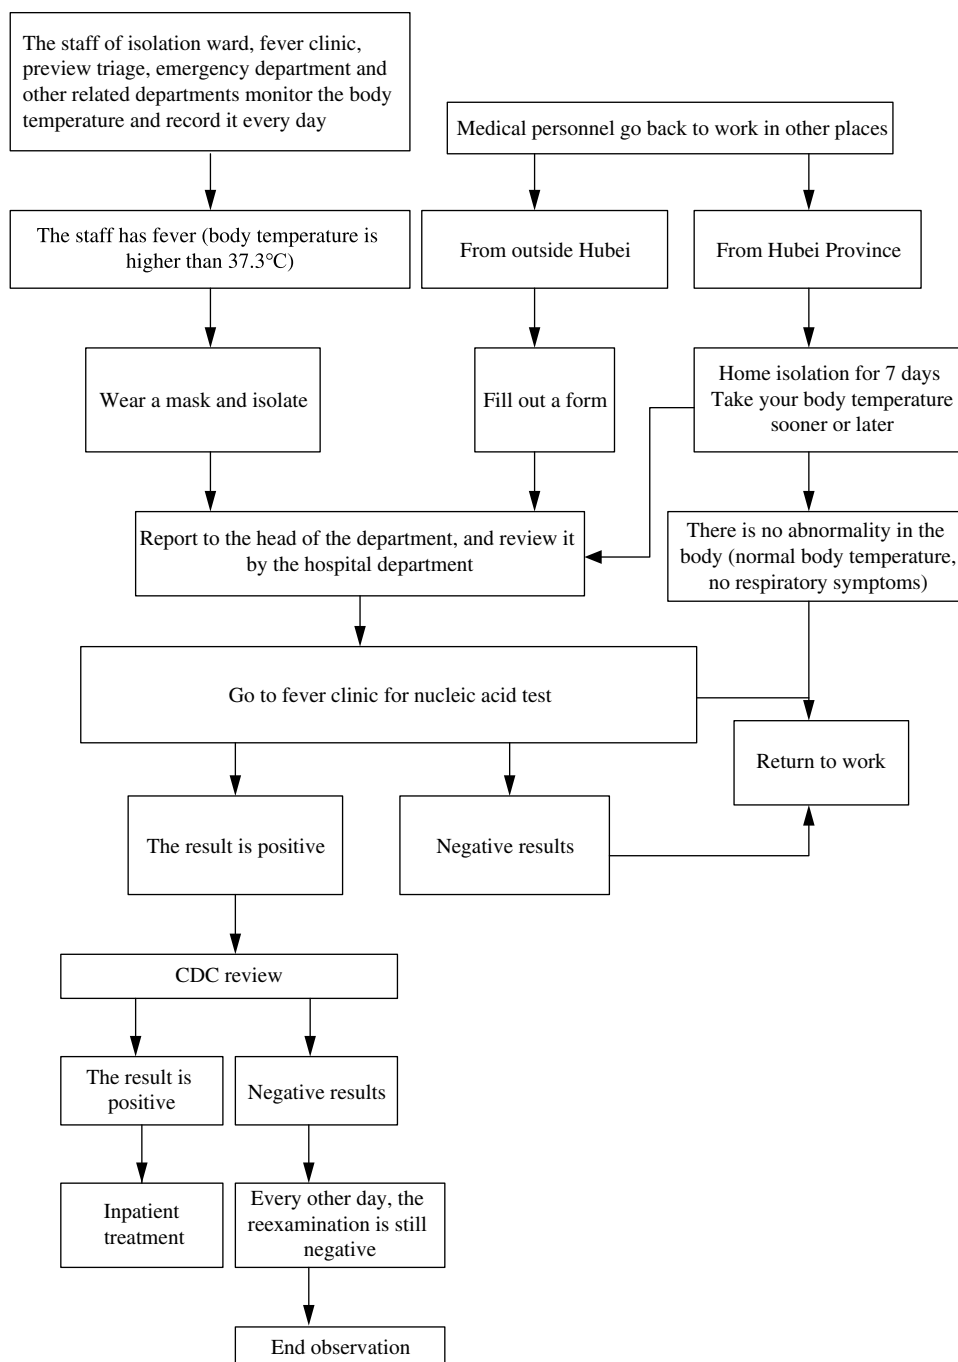 The staff of isolation ward, fever clinic,
preview triage, emergency department and
other related departments monitor the body
temperature and record it every day
Medical personnel go back to work in other places
The staff has fever (body temperature is
higher than 37.3°C)
From outside Hubei
From Hubei Province
Wear a mask and isolate
Fill out a form
Home isolation for 7 days
Take your body temperature
sooner or later
Report to the head of the department, and review it
by the hospital department
There is no abnormality in the
body (normal body temperature,
no respiratory symptoms)
Go to fever clinic for nucleic acid test
Return to work
The result is positive
Negative results
CDC review
The result is
positive
Negative results
Inpatient
treatment
Every other day, the
reexamination is still
negative
End observation